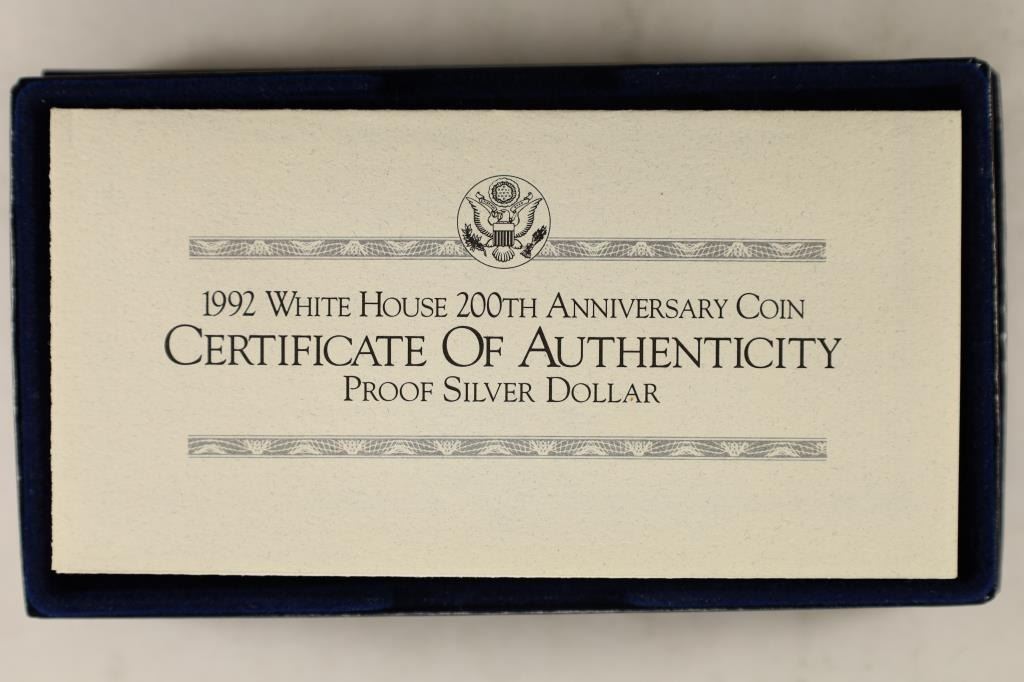 1992 White House 200th Anniversary Coin
Certificate Of Authenticity
Proof Silver Dollar